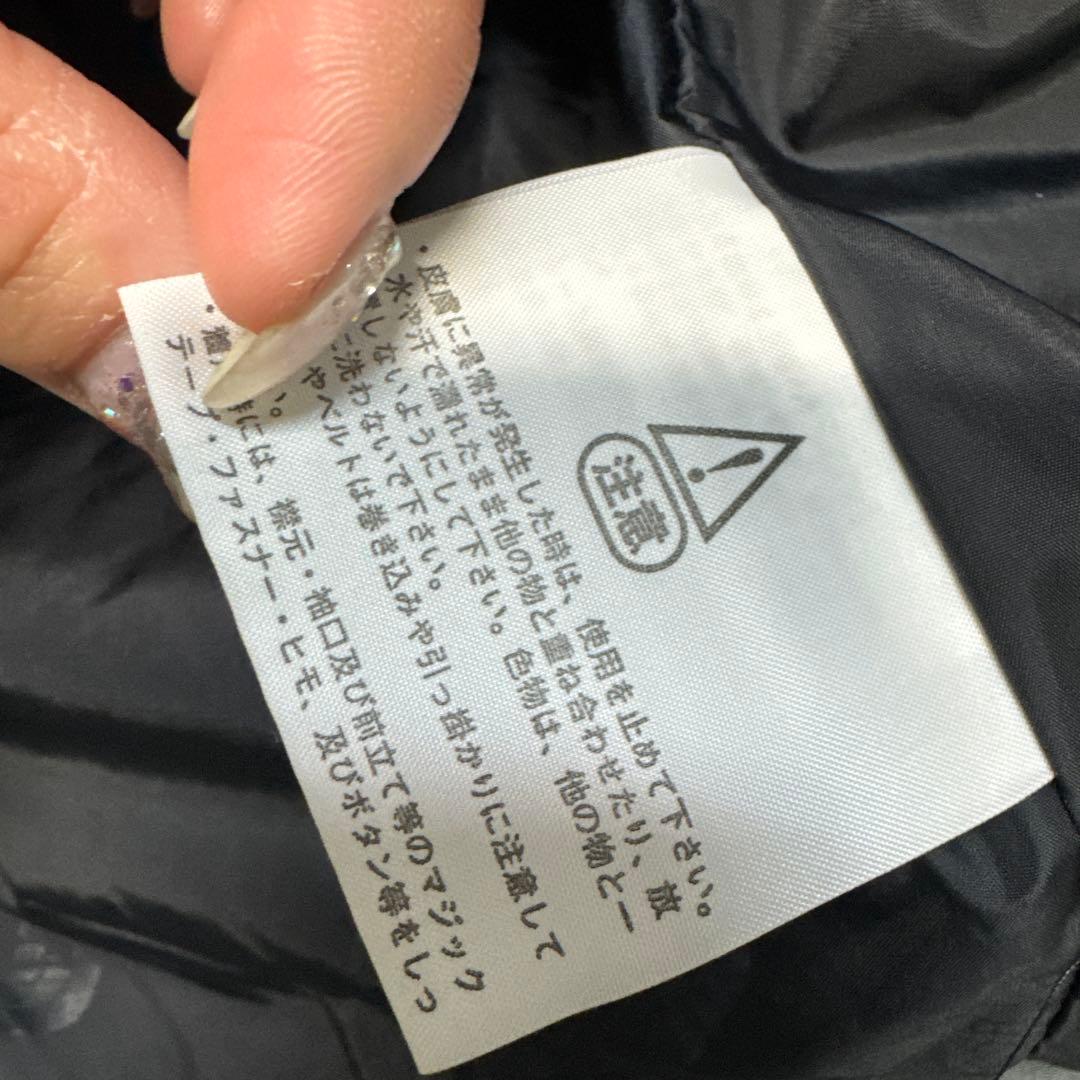 注意
・皮膚に異常が発生した時は、使用を止めて下さい。
水や汗で濡れたまま他の物と重ね合わせたり、放
しないようにして下さい。色物は、他の物と一
に洗わないで下さい。
やベルトは巻き込みや引っ掛かりに注意して
い。
・着 時には、襟元・袖口及び前立て等のマジック
テープ・ファスナー・ヒモ、及びボタン等をしっ